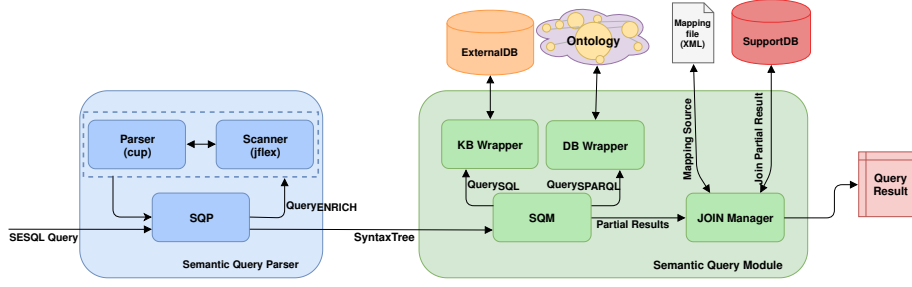 ExternalDB
Ontology
Mapping
file
(XML)
SupportDB
Parser
(cup)
Scanner
(jflex)
KB Wrapper
DB Wrapper
Mapping Source
Join Partial Result
QueryENRICH
QuerySQL
QuerySPARQL
Query
Result
SQP
SQM
JOIN Manager
SESQL Query
SyntaxTree
Partial Results
Semantic Query Parser
Semantic Query Module